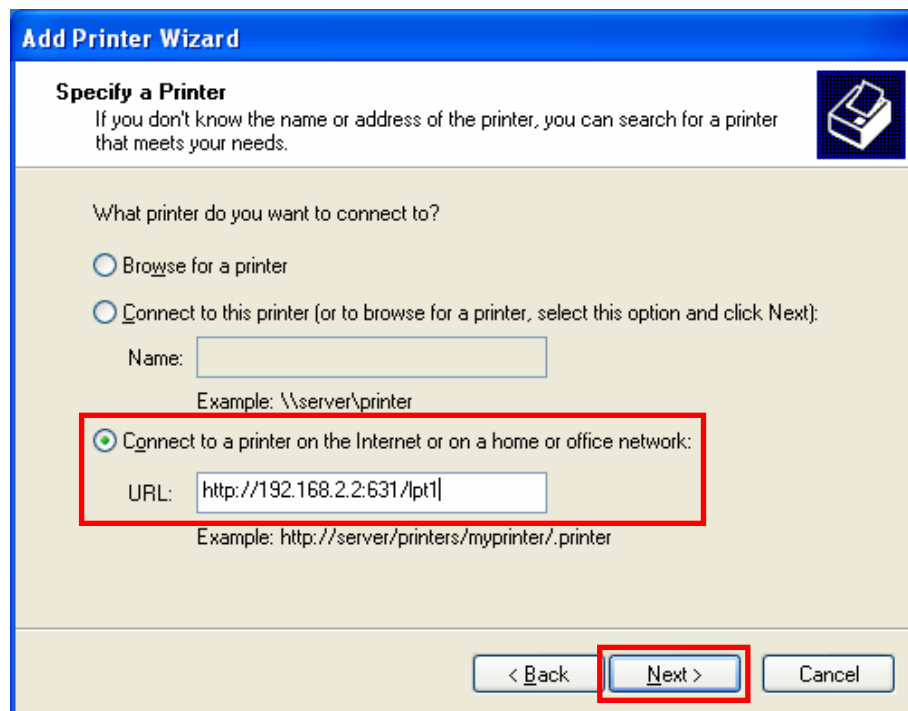 Add Printer Wizard
Specify a Printer
If you don't know the name or address of the printer, you can search for a printer
that meets your needs.
What printer do you want to connect to?
Browse for a printer
Connect to this printer (or to browse for a printer, select this option and click Next):
Name:
Example: \\server\printer
Connect to a printer on the Internet or on a home or office network:
URL: http://192.168.2.2:631/lpt1
Example: http://server/printers/myprinter/.printer
< Back Next > Cancel